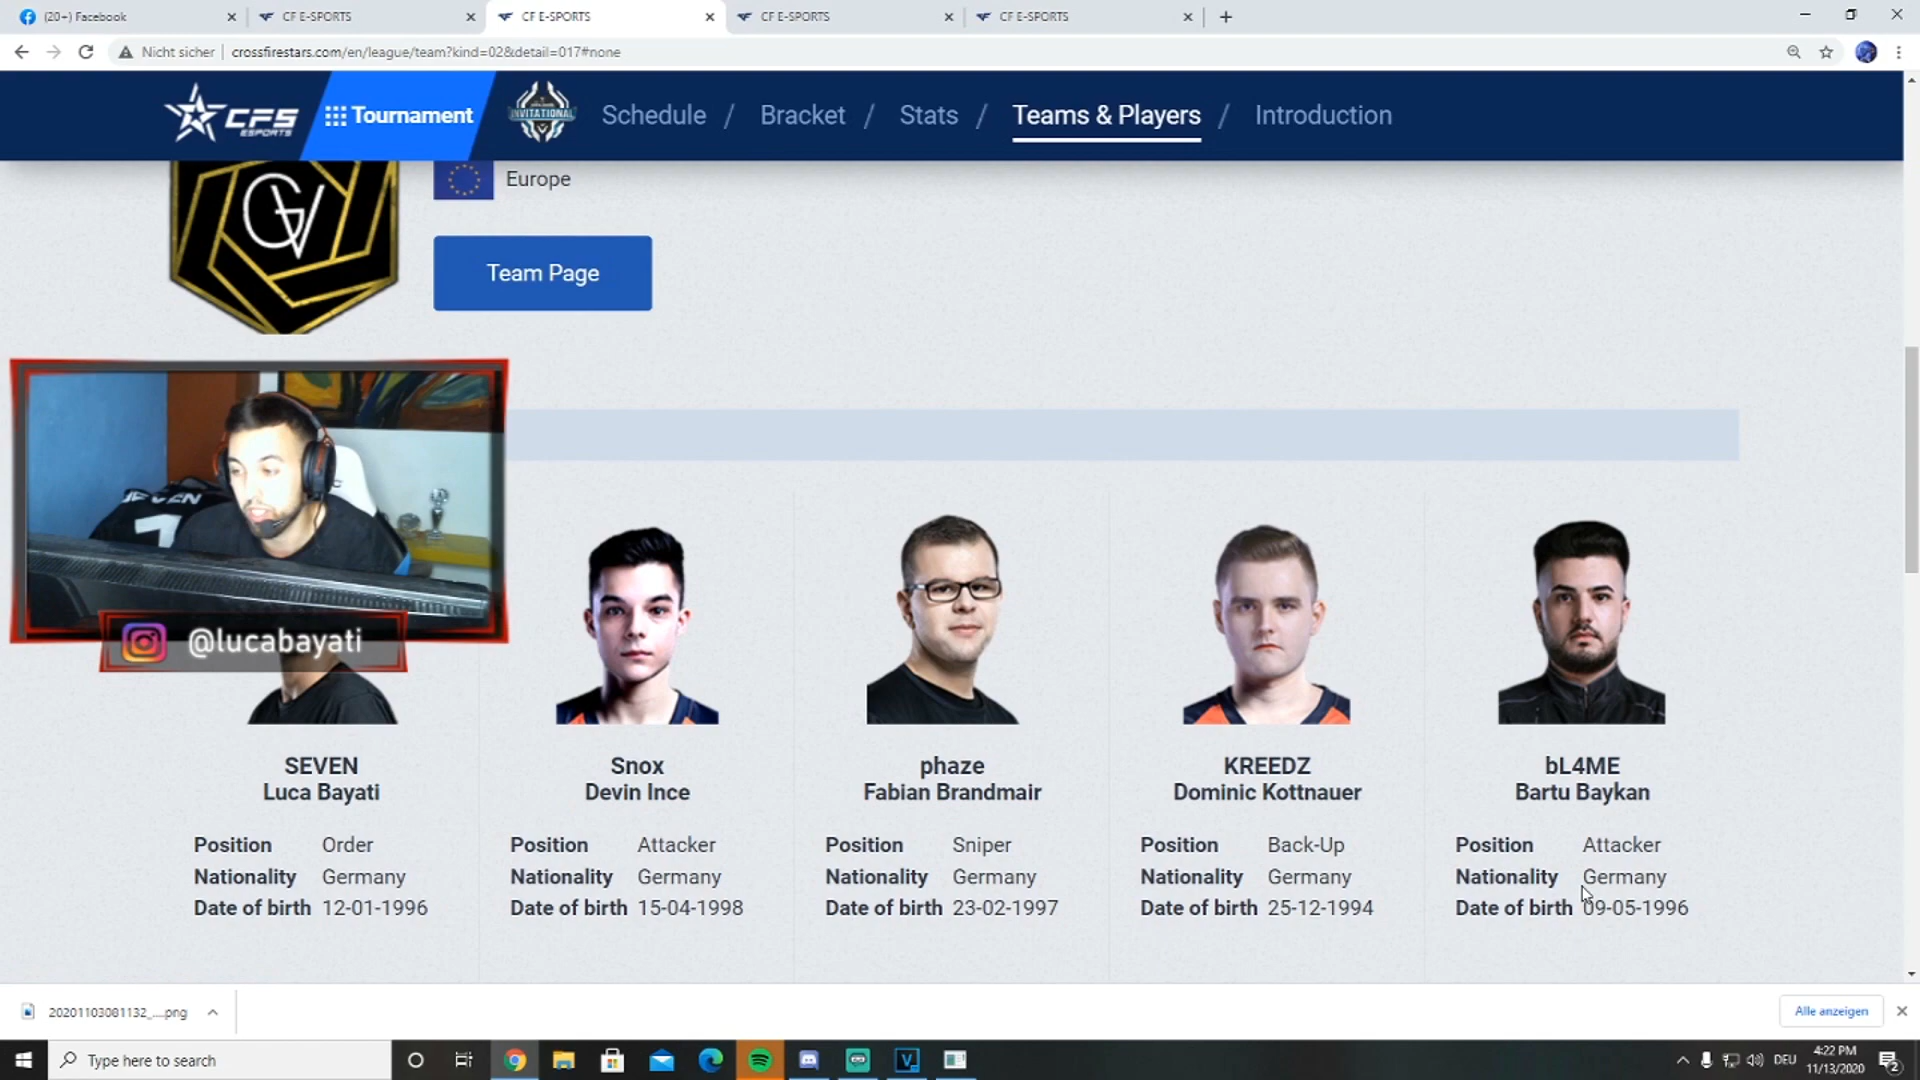 (20+) Facebook
CF E-SPORTS
CF E-SPORTS
CF E-SPORTS
CF E-SPORTS
Nicht sicher
crossfirestars.com/en/league/team?kind=02&detail=017#none
CFS
ESPORTS
Tournament
INVITATIONAL
Schedule / Bracket / Stats / Teams & Players / Introduction
GV
Europe
Team Page
@lucabayati
SEVEN
Luca Bayati
Position Order
Nationality Germany
Date of birth 12-01-1996
Snox
Devin Ince
Position Attacker
Nationality Germany
Date of birth 15-04-1998
phaze
Fabian Brandmair
Position Sniper
Nationality Germany
Date of birth 23-02-1997
KREEDZ
Dominic Kottnauer
Position Back-Up
Nationality Germany
Date of birth 25-12-1994
bL4ME
Bartu Baykan
Position Attacker
Nationality Germany
Date of birth 09-05-1996
20201103081132_....png
Alle anzeigen
Type here to search
DEU
4:22 PM
11/13/2020
2